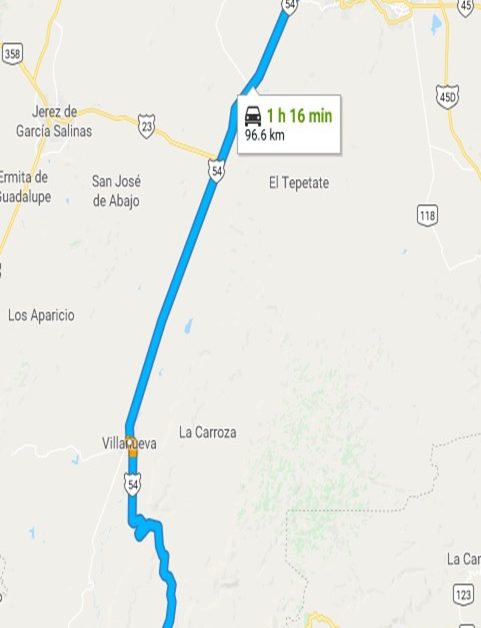 54
45
358
45D
1 h 16 min
96.6 km
Jerez de
García Salinas
23
54
Ermita de
Guadalupe
San José
de Abajo
El Tepetate
118
Los Aparicio
La Carroza
Villanueva
54
La Car
123